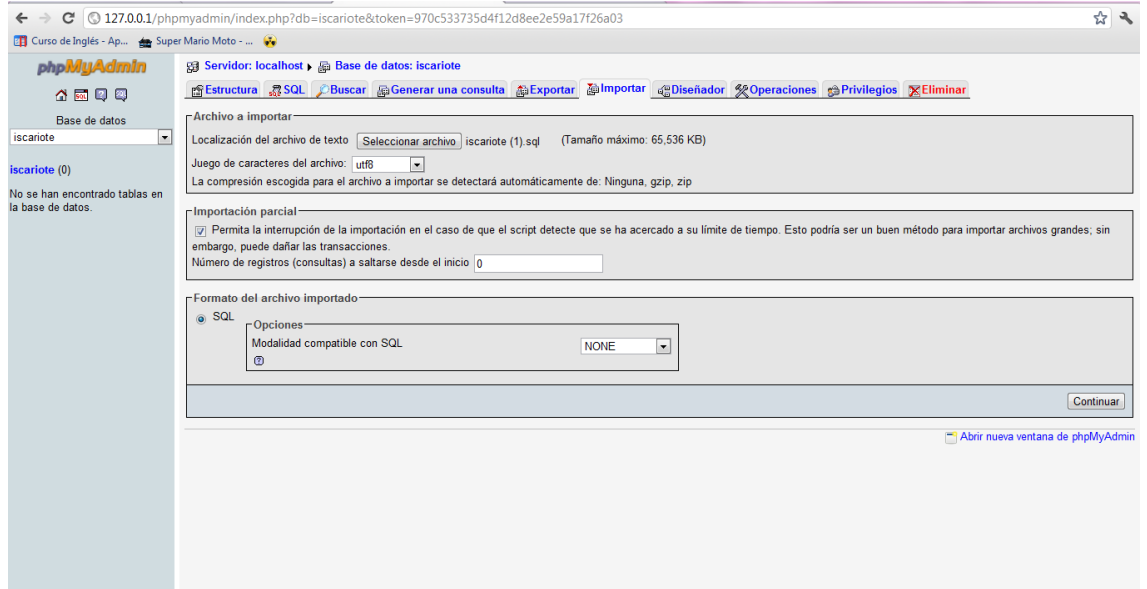 127.0.0.1/phpmyadmin/index.php?db=iscariote&token=970c533735d4f12d8ee2e59a17f26a03
Curso de Inglés - Ap... Super Mario Moto - ...
phpMyAdmin
SQL
Base de datos
iscariote
iscariote (0)
No se han encontrado tablas en
la base de datos.
Servidor: localhost Base de datos: iscariote
Estructura SQL Buscar Generar una consulta Exportar Importar Diseñador Operaciones Privilegios Eliminar
Archivo a importar
Localización del archivo de texto Seleccionar archivo iscariote (1).sql (Tamaño máximo: 65,536 KB)
Juego de caracteres del archivo: utf8
La compresión escogida para el archivo a importar se detectará automáticamente de: Ninguna, gzip, zip
Importación parcial
Permita la interrupción de la importación en el caso de que el script detecte que se ha acercado a su límite de tiempo. Esto podría ser un buen método para importar archivos grandes; sin
embargo, puede dañar las transacciones.
Número de registros (consultas) a saltarse desde el inicio 0
Formato del archivo importado
SQL
Opciones
Modalidad compatible con SQL NONE
Continuar
Abrir nueva ventana de phpMyAdmin